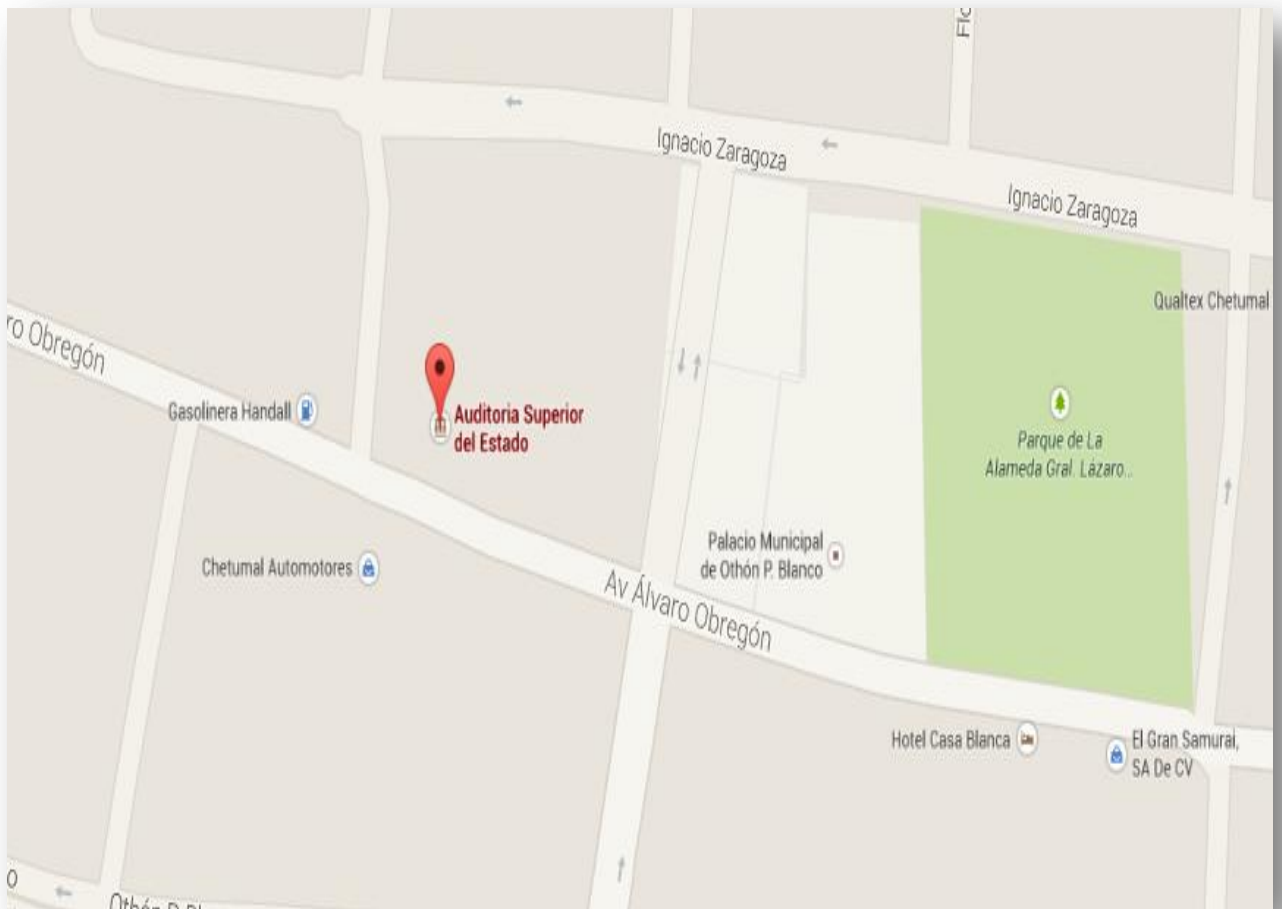 Flo
Ignacio Zaragoza
Ignacio Zaragoza
Qualtex Chetumal
ro Obregón
Gasolinera Handall
Auditoria Superior
del Estado
Parque de La
Alameda Gral. Lázaro...
Palacio Municipal
de Othón P. Blanco
Chetumal Automotores
Av Álvaro Obregón
Hotel Casa Blanca
El Gran Samurai,
SA De CV
o
Othón P.